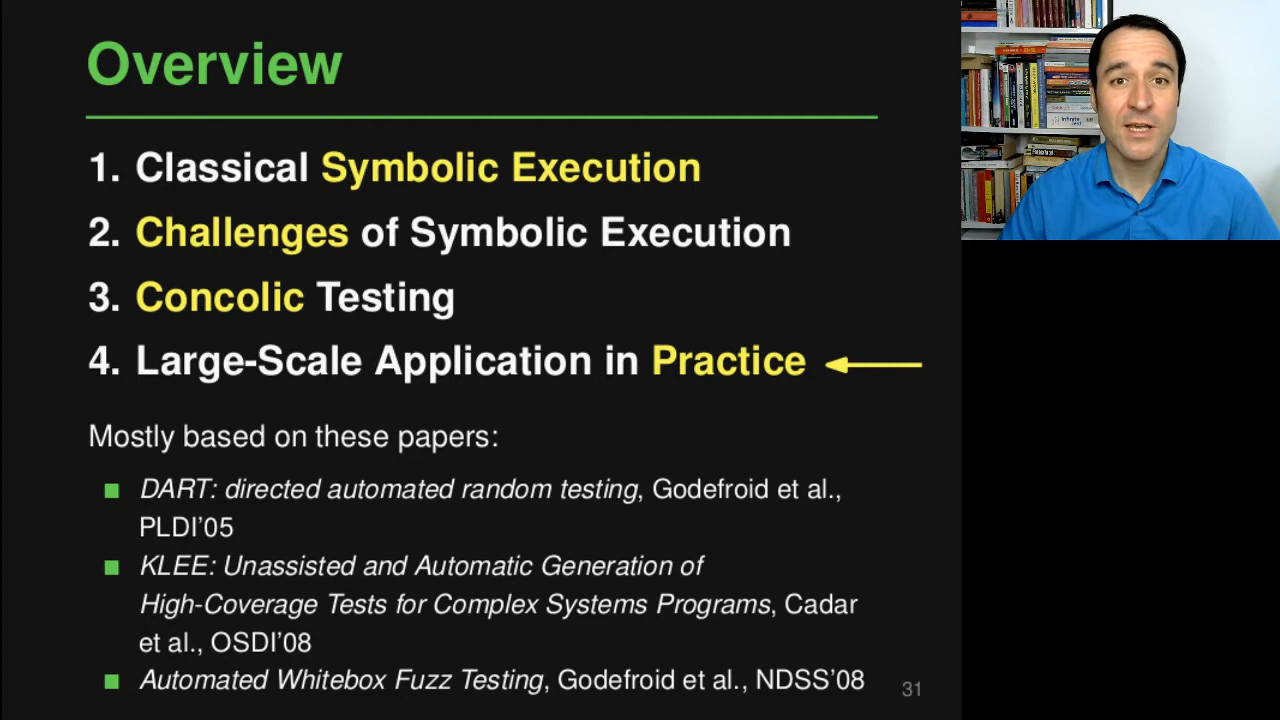 Overview
1. Classical Symbolic Execution
2. Challenges of Symbolic Execution
3. Concolic Testing
4. Large-Scale Application in Practice
Mostly based on these papers:
DART: directed automated random testing, Godefroid et al.,
PLDI'05
KLEE: Unassisted and Automatic Generation of
High-Coverage Tests for Complex Systems Programs, Cadar
et al., OSDI'08
Automated Whitebox Fuzz Testing, Godefroid et al., NDSS'08
31
Infinite
Jest